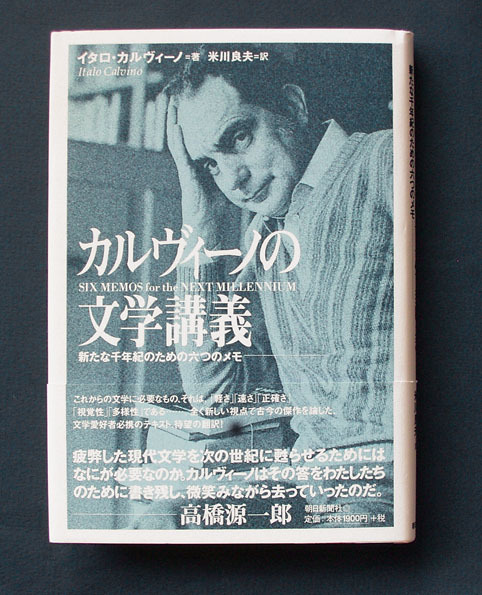 イタロ・カルヴィーノ=著 米川良夫=訳
Italo Calvino
カルヴィーノの
SIX MEMOS for the NEXT MILLENNIUM
文学講義
新たな千年紀のための六つのメモ
これからの文学に必要なもの、それは、「軽さ」「速さ」「正確さ」
「視覚性」「多様性」である——全く新しい視点で古今の傑作を論じた、
文学愛好者必携のテキスト、待望の翻訳!
疲弊した現代文学を次の世紀に甦らせるためには
なにが必要なのか。カルヴィーノはその答をわたしたち
のために書き残し、微笑みながら去っていったのだ。
高橋源一郎
朝日新聞社
定価:本体1900円+税